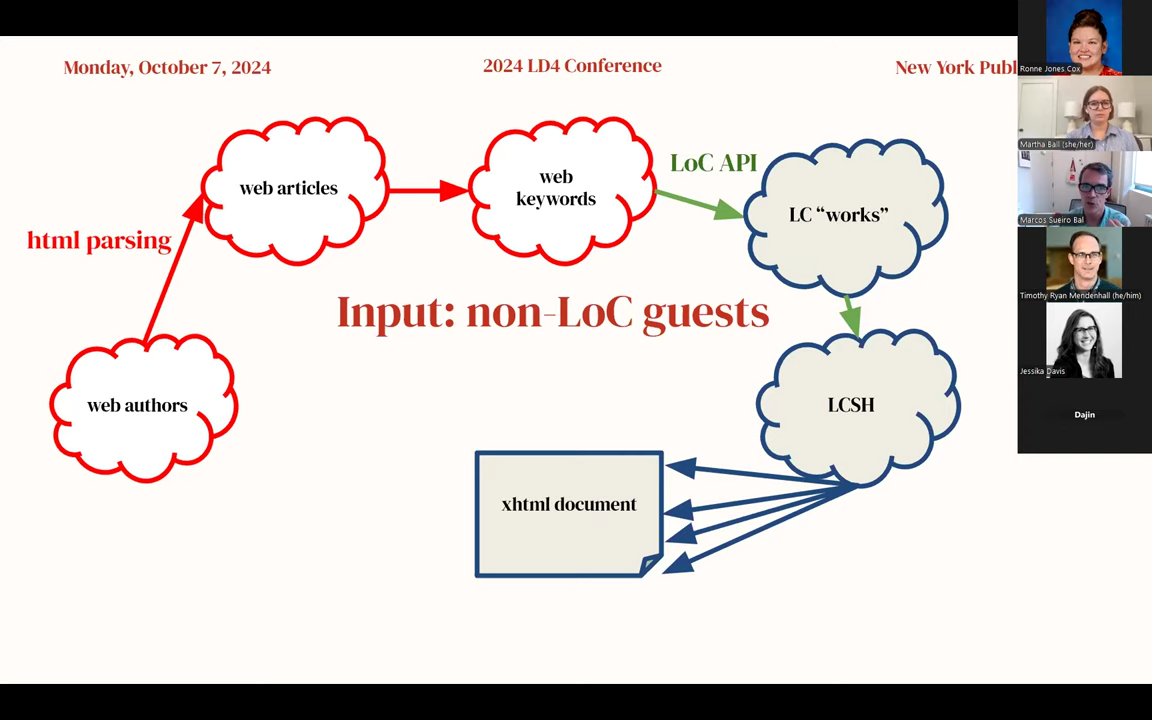 Monday, October 7, 2024
2024 LD4 Conference
New York Publ
web articles
web
keywords
LoC API
LC “works”
html parsing
Input: non-LoC guests
web authors
LCSH
xhtml document
Ronne Jones Cox
Martha Ball (she/her)
Marcos Sueiro Bal
Timothy Ryan Mendenhall (he/him)
Jessika Davis
Dajin